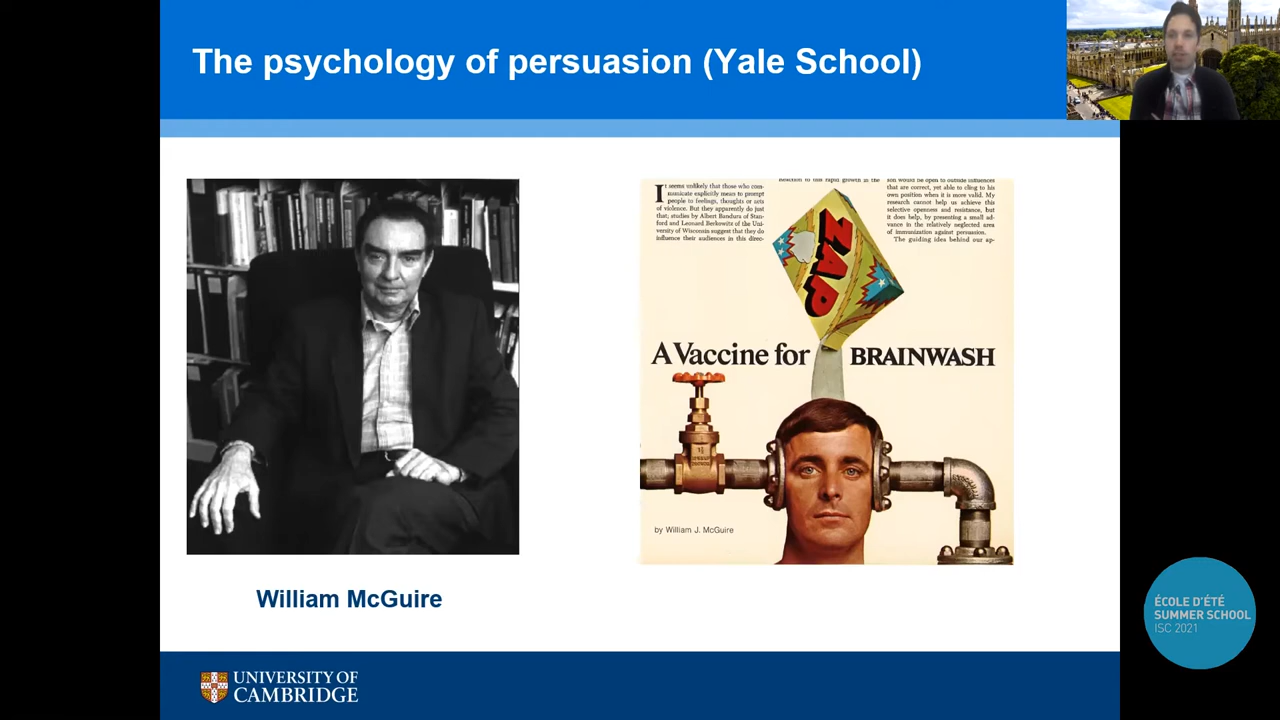 The psychology of persuasion (Yale School)
It seems unlikely that those who com-
municate explicitly mean to prompt
people to feelings, thoughts or acts
of violence. But they apparently do just
that; studies by Albert Bandura of Stan-
ford and Leonard Berkowitz of the Uni-
versity of Wisconsin suggest that they do
influence their audiences in this direc-
Reaction to this rapid growth in the
son would be open to outside influences
that are correct, yet able to cling to his
own position when it is more valid. My
research cannot help us achieve this
selective openness and resistance, but
it does help, by presenting a small ad-
vance in the relatively neglected area
of immunization against persuasion.
The guiding idea behind our ap-
ZAP
A Vaccine for BRAINWASH
by William J. McGuire
William McGuire
UNIVERSITY OF
CAMBRIDGE
ÉCOLE D'ÉTÉ
SUMMER SCHOOL
ISC 2021